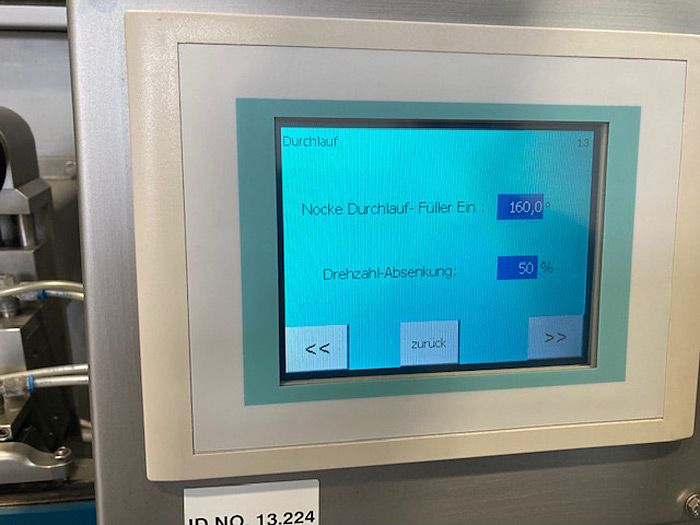 Durchlauf 13
Nocke Durchlauf- Füller Ein : 160,0°
Drehzahl-Absenkung: 50 %
<< zurück >>
ID NO. 13.224